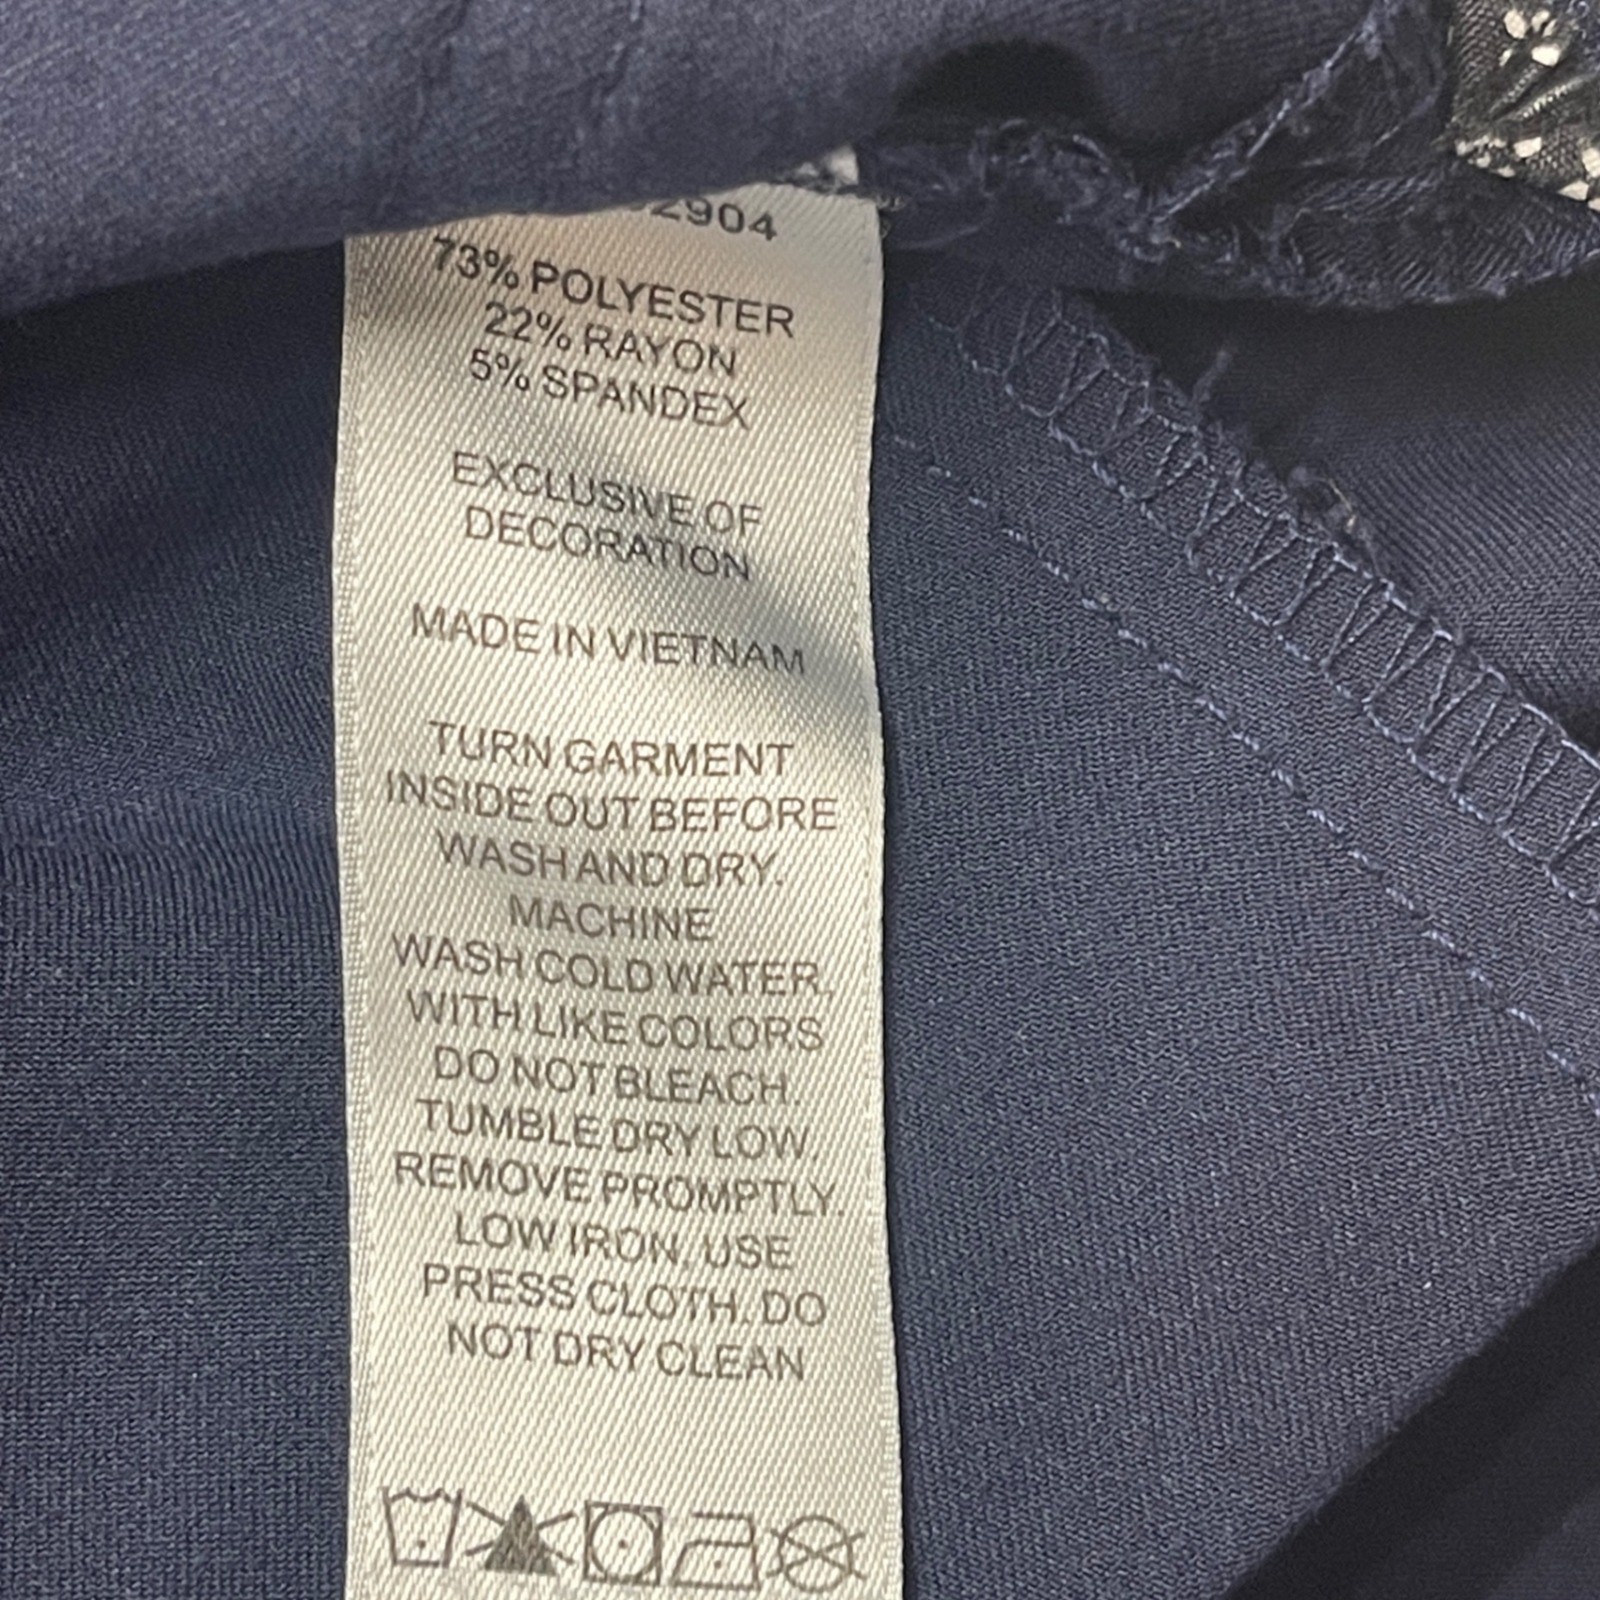 2904
73% POLYESTER
22% RAYON
5% SPANDEX
EXCLUSIVE OF
DECORATION
MADE IN VIETNAM
TURN GARMENT
INSIDE OUT BEFORE
WASH AND DRY.
MACHINE
WASH COLD WATER,
WITH LIKE COLORS
DO NOT BLEACH.
TUMBLE DRY LOW.
REMOVE PROMPTLY.
LOW IRON, USE
PRESS CLOTH. DO
NOT DRY CLEAN